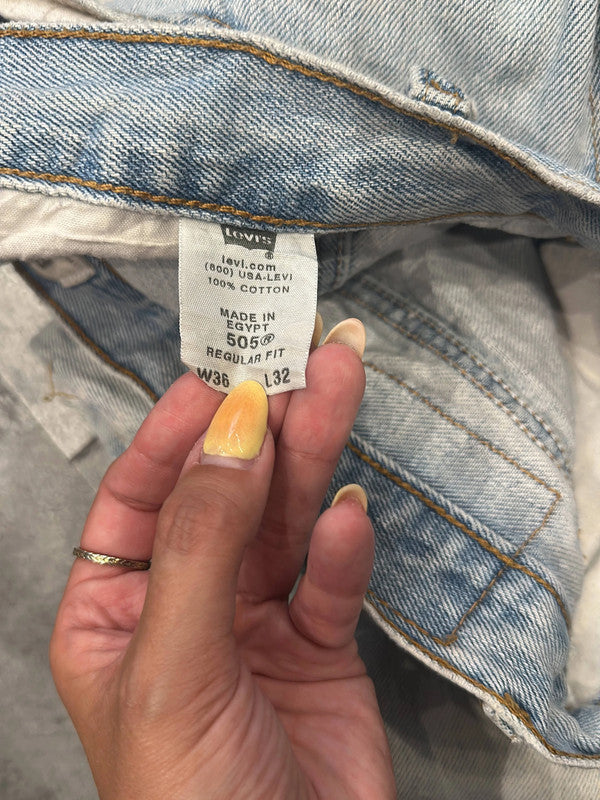 Levi's
levi.com
(800) USA-LEVI
100% COTTON
MADE IN
EGYPT
505®
REGULAR FIT
W36 L32